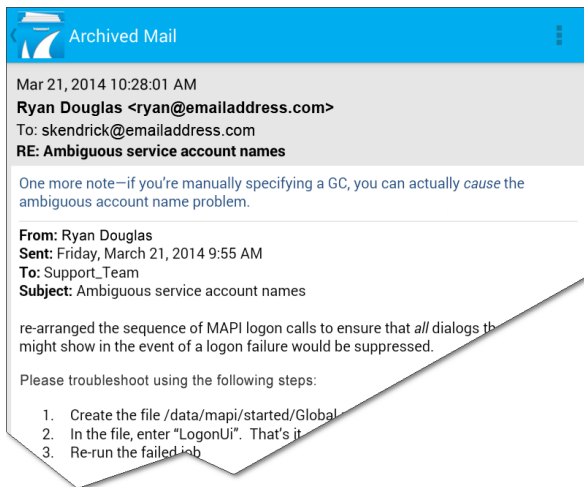 Archived Mail
Mar 21, 2014 10:28:01 AM
Ryan Douglas <ryan@emailaddress.com>
To: skendrick@emailaddress.com
RE: Ambiguous service account names
One more note—if you're manually specifying a GC, you can actually cause the
ambiguous account name problem.
From: Ryan Douglas
Sent: Friday, March 21, 2014 9:55 AM
To: Support_Team
Subject: Ambiguous service account names
re-arranged the sequence of MAPI logon calls to ensure that all dialogs
might show in the event of a logon failure would be suppressed.
Please troubleshoot using the following steps:
1. Create the file /data/mapi/started/Global
2. In the file, enter “LogonUi”. That's it
3. Re-run the failed job